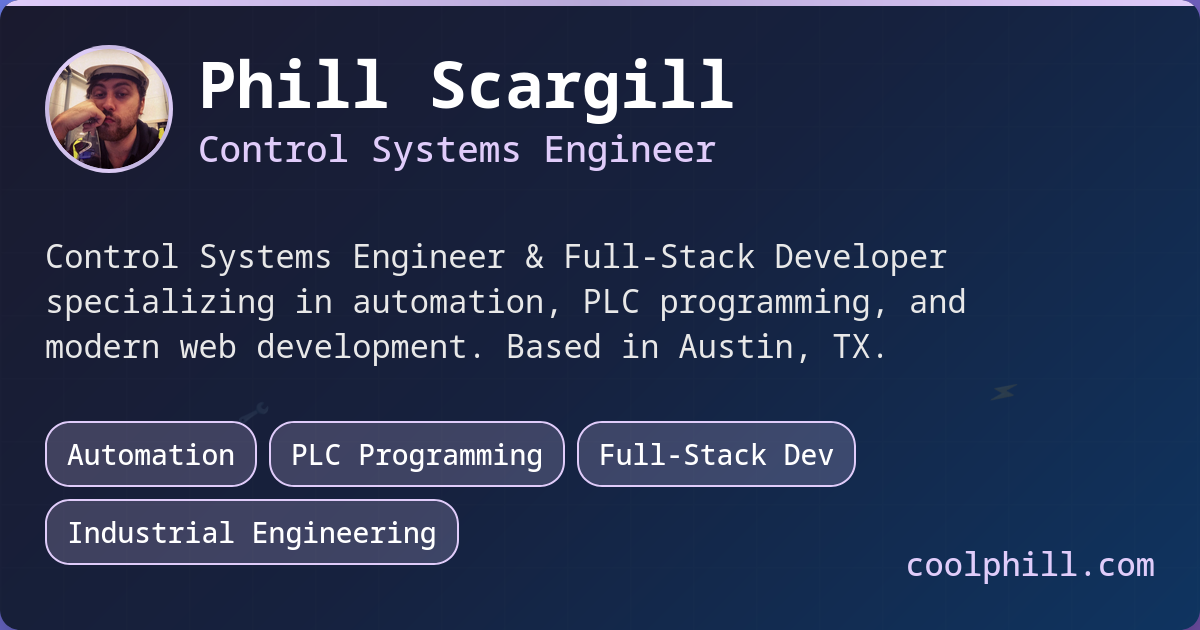 Phill Scargill
Control Systems Engineer
Control Systems Engineer & Full-Stack Developer
specializing in automation, PLC programming, and
modern web development. Based in Austin, TX.
Automation
PLC Programming
Full-Stack Dev
Industrial Engineering
coolphill.com